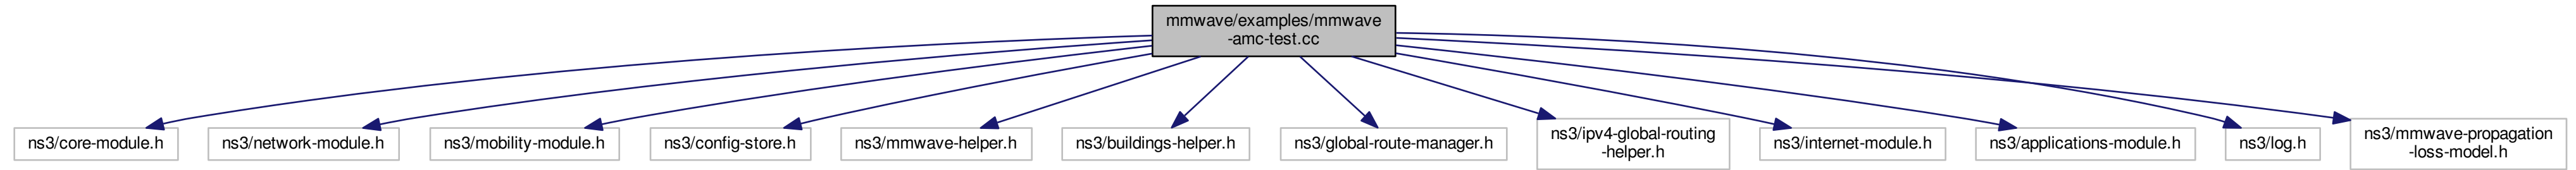 mmwave/examples/mmwave
-amc-test.cc
ns3/core-module.h
ns3/network-module.h
ns3/mobility-module.h
ns3/config-store.h
ns3/mmwave-helper.h
ns3/buildings-helper.h
ns3/global-route-manager.h
ns3/ipv4-global-routing
-helper.h
ns3/internet-module.h
ns3/applications-module.h
ns3/log.h
ns3/mmwave-propagation
-loss-model.h